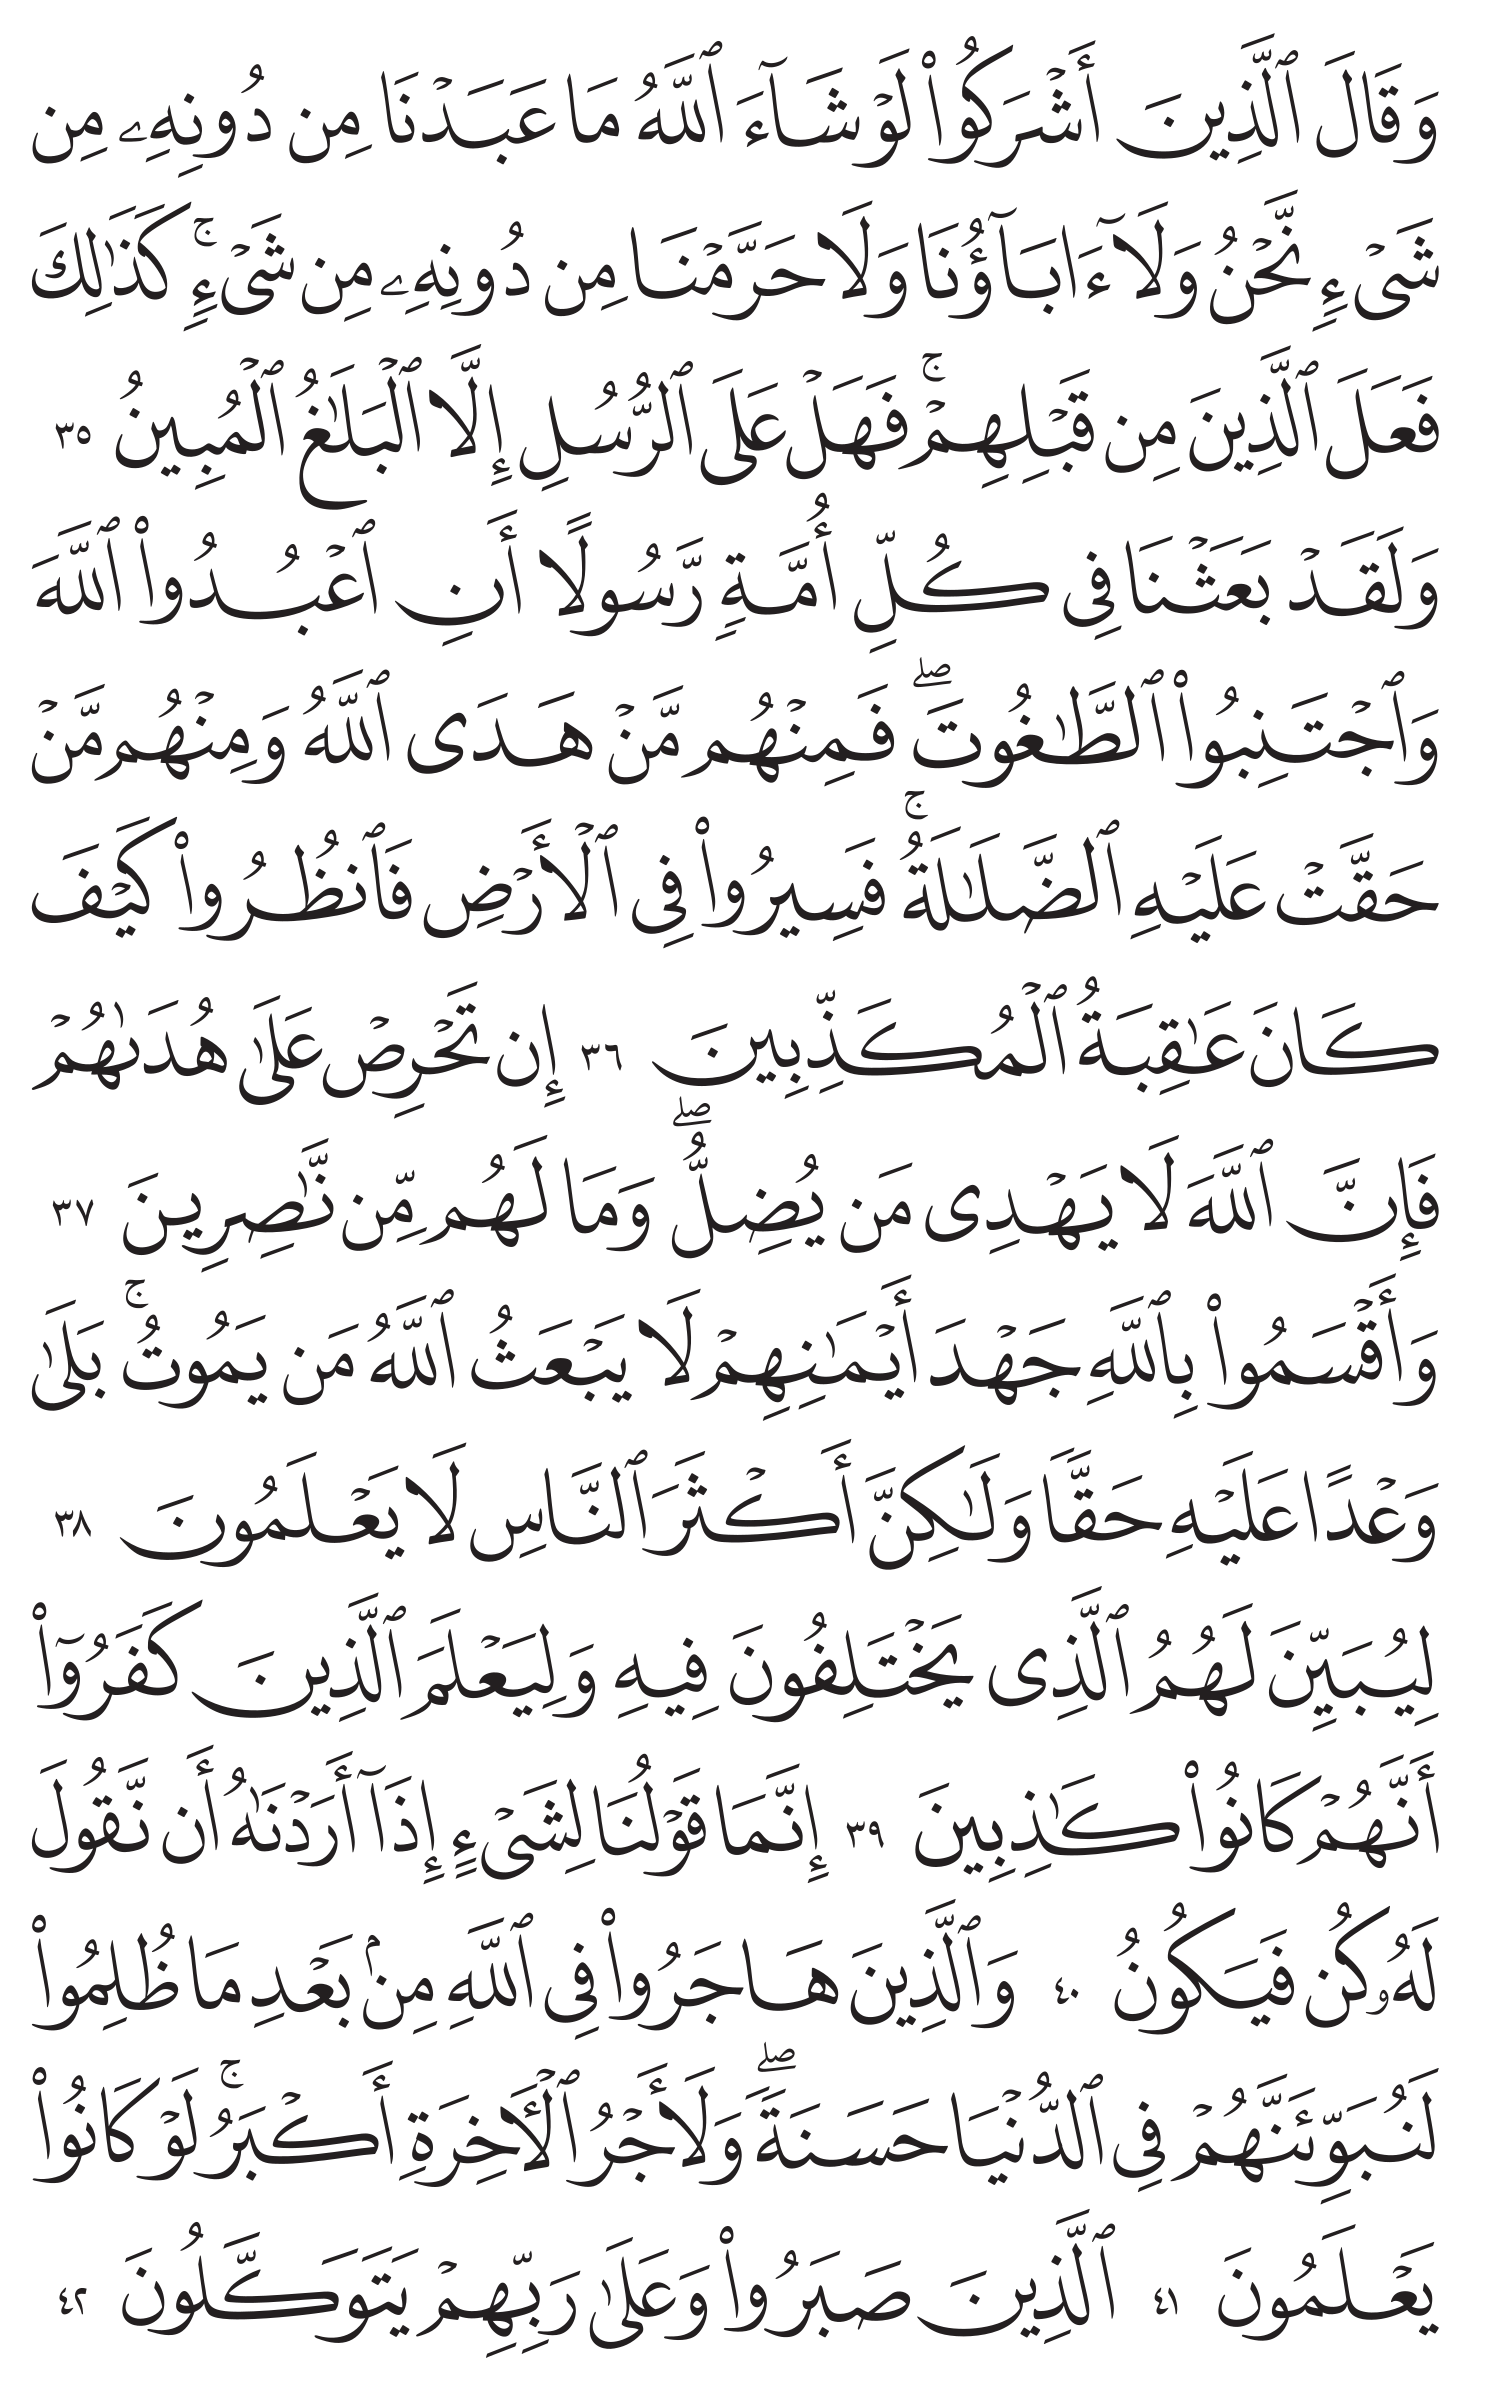 وَقَالَ ٱلَّذِينَ أَشۡرَكُواْ لَوۡ شَآءَ ٱللَّهُ مَا عَبَدۡنَا مِن دُونِهِۦ مِن
شَيۡءٖ نَّحۡنُ وَلَآ ءَابَآؤُنَا وَلَا حَرَّمۡنَا مِن دُونِهِۦ مِن شَيۡءٖۚ كَذَٰلِكَ
فَعَلَ ٱلَّذِينَ مِن قَبۡلِهِمۡۚ فَهَلۡ عَلَى ٱلرُّسُلِ إِلَّا ٱلۡبَلَٰغُ ٱلۡمُبِينُ ٣٥
وَلَقَدۡ بَعَثۡنَا فِي كُلِّ أُمَّةٖ رَّسُولًا أَنِ ٱعۡبُدُواْ ٱللَّهَ
وَٱجۡتَنِبُواْ ٱلطَّٰغُوتَۖ فَمِنۡهُم مَّنۡ هَدَى ٱللَّهُ وَمِنۡهُم مَّنۡ
حَقَّتۡ عَلَيۡهِ ٱلضَّلَٰلَةُۚ فَسِيرُواْ فِي ٱلۡأَرۡضِ فَٱنظُرُواْ كَيۡفَ
كَانَ عَٰقِبَةُ ٱلۡمُكَذِّبِينَ ٣٦ إِن تَحۡرِصۡ عَلَىٰ هُدَىٰهُمۡ
فَإِنَّ ٱللَّهَ لَا يَهۡدِي مَن يُضِلُّۖ وَمَا لَهُم مِّن نَّٰصِرِينَ ٣٧
وَأَقۡسَمُواْ بِٱللَّهِ جَهۡدَ أَيۡمَٰنِهِمۡ لَا يَبۡعَثُ ٱللَّهُ مَن يَمُوتُۚ بَلَىٰ
وَعۡدًا عَلَيۡهِ حَقّٗا وَلَٰكِنَّ أَكۡثَرَ ٱلنَّاسِ لَا يَعۡلَمُونَ ٣٨
لِيُبَيِّنَ لَهُمُ ٱلَّذِي يَخۡتَلِفُونَ فِيهِ وَلِيَعۡلَمَ ٱلَّذِينَ كَفَرُوٓاْ
أَنَّهُمۡ كَانُواْ كَٰذِبِينَ ٣٩ إِنَّمَا قَوۡلُنَا لِشَيۡءٍ إِذَآ أَرَدۡنَٰهُ أَن نَّقُولَ
لَهُۥ كُن فَيَكُونُ ٤٠ وَٱلَّذِينَ هَاجَرُواْ فِي ٱللَّهِ مِنۢ بَعۡدِ مَا ظُلِمُواْ
لَنُبَوِّئَنَّهُمۡ فِي ٱلدُّنۡيَا حَسَنَةٗۖ وَلَأَجۡرُ ٱلۡأٓخِرَةِ أَكۡبَرُۚ لَوۡ كَانُواْ
يَعۡلَمُونَ ٤١ ٱلَّذِينَ صَبَرُواْ وَعَلَىٰ رَبِّهِمۡ يَتَوَكَّلُونَ ٤٢